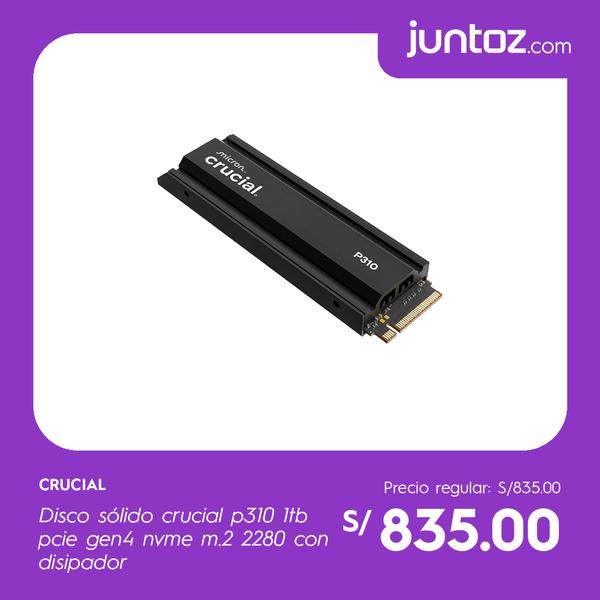 juntoz.com
micron
crucial
P310
CRUCIAL
Disco sólido crucial p310 1tb
pcie gen4 nvme m.2 2280 con
disipador
Precio regular: S/835.00
S/ 835.00